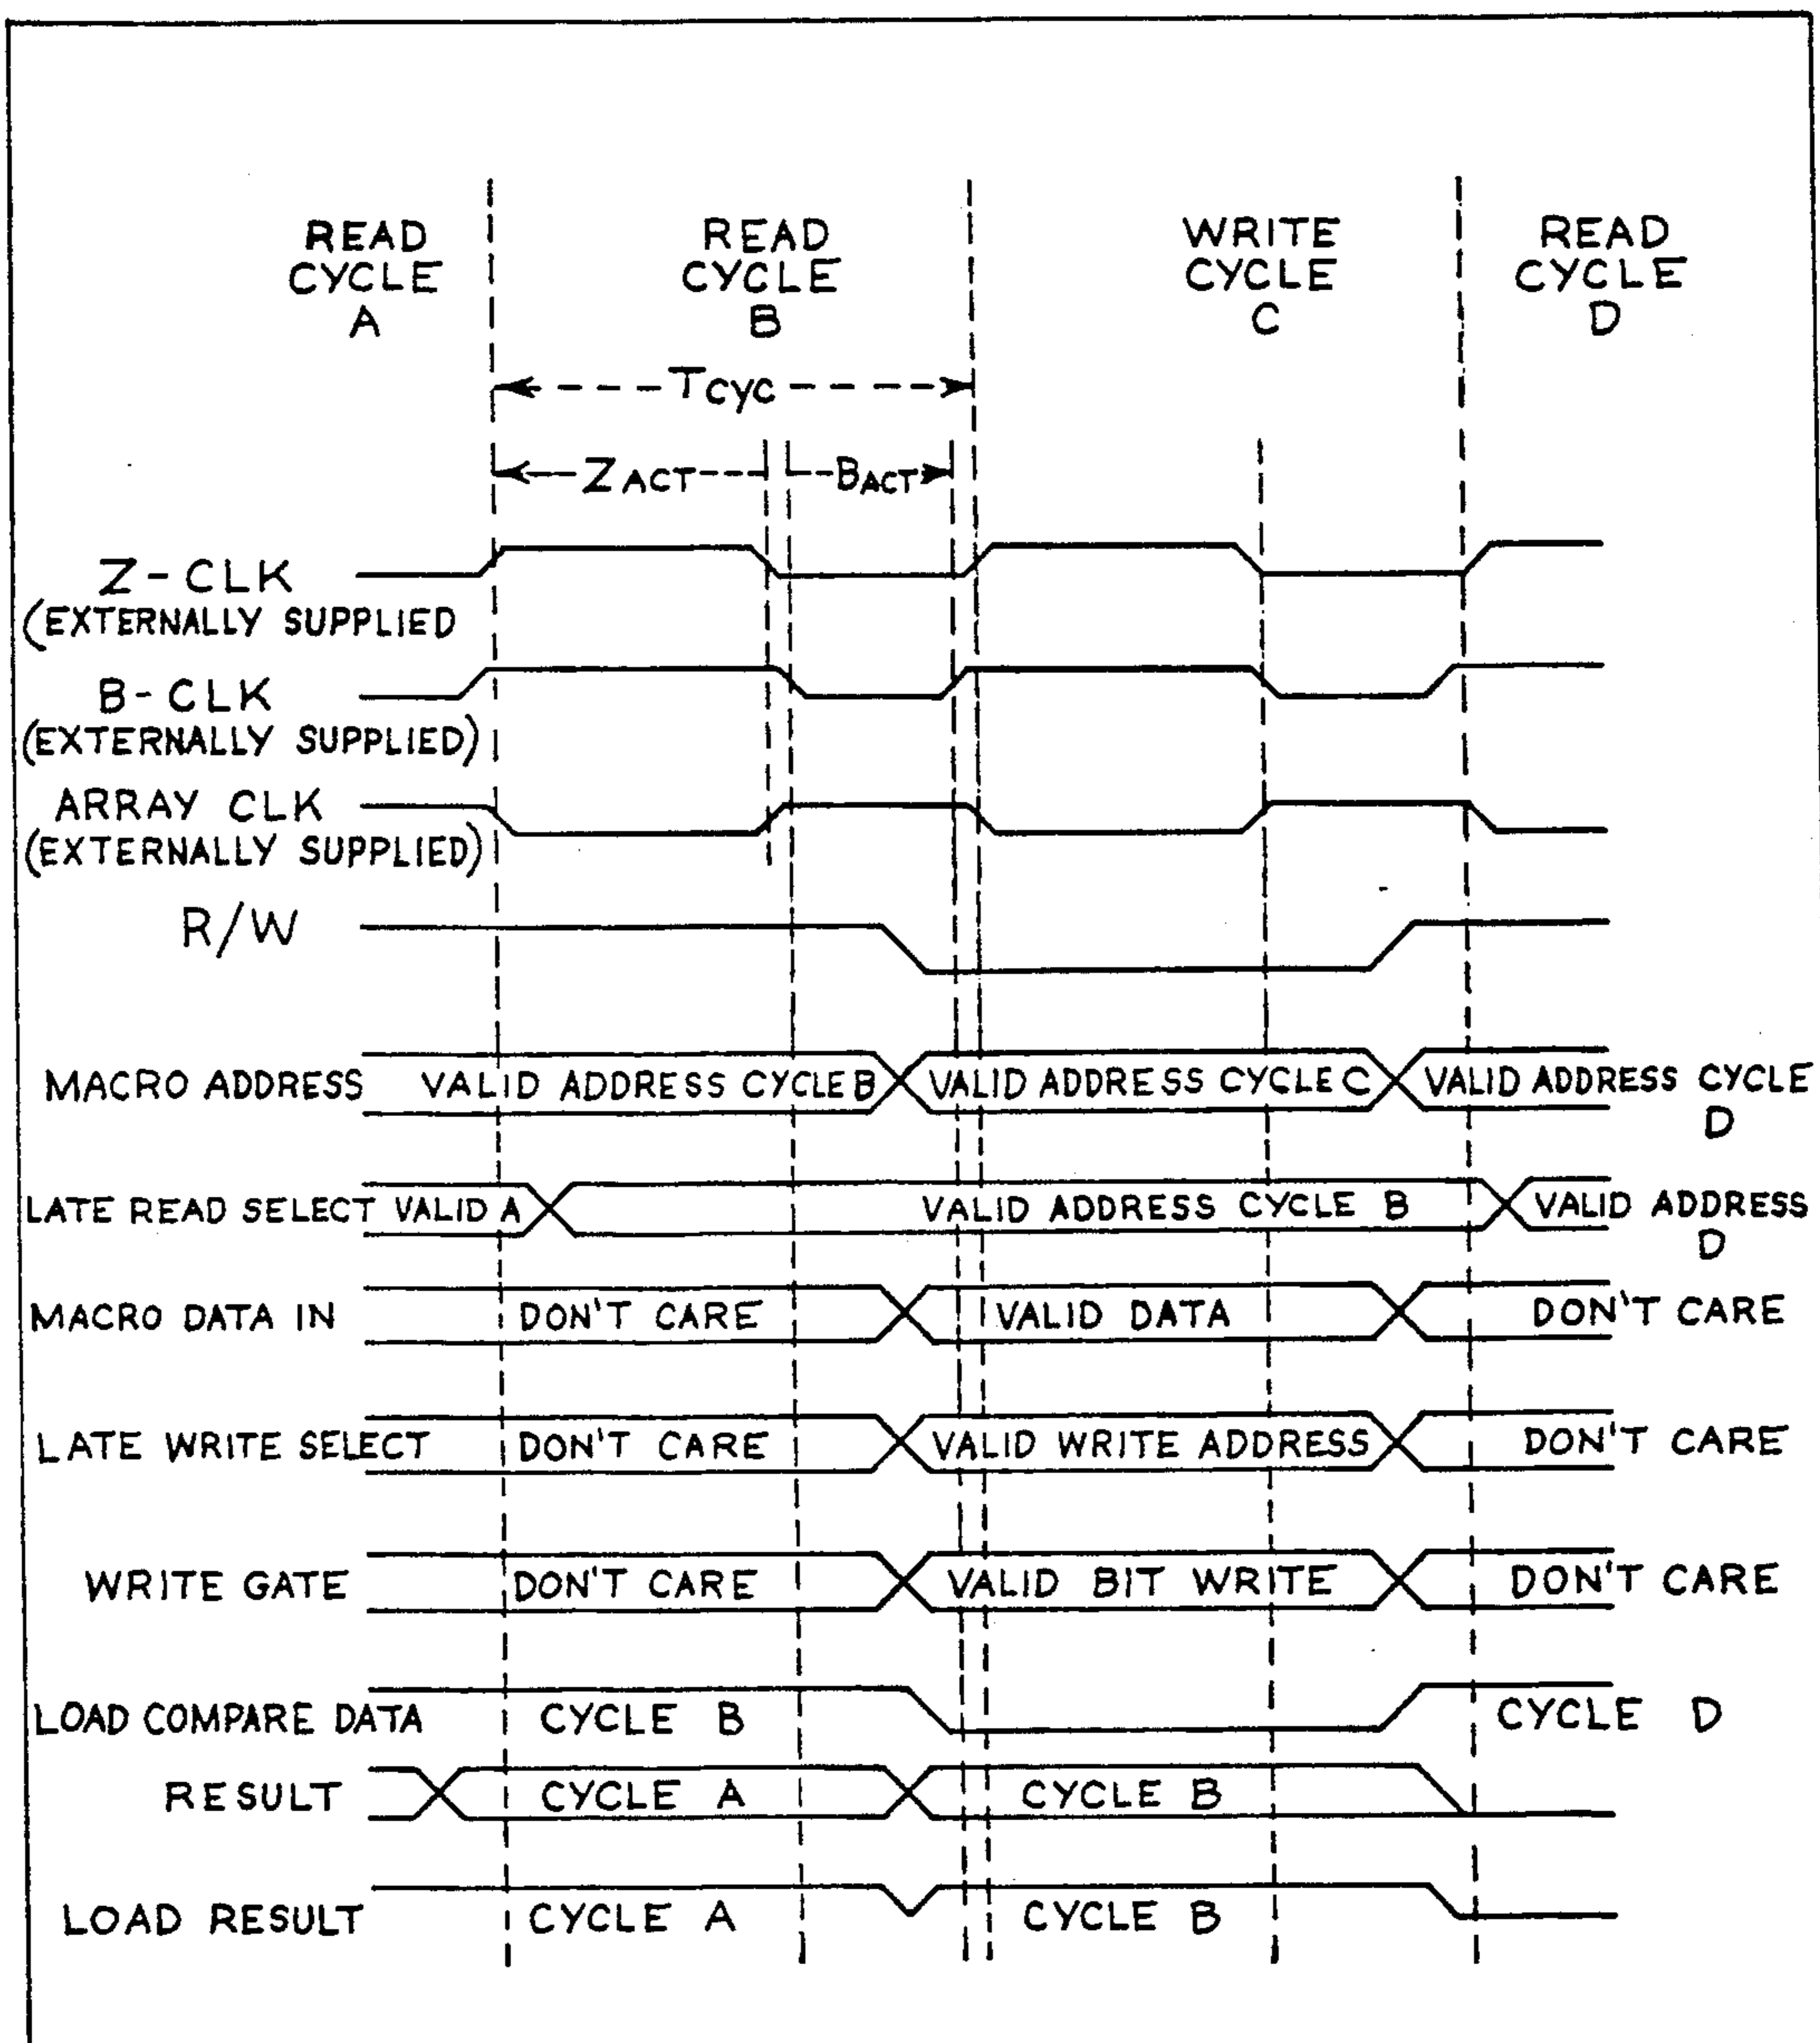 READ CYCLE A
READ CYCLE B
WRITE CYCLE C
READ CYCLE D
TCYC
ZACT
BACT
Z-CLK
(EXTERNALLY SUPPLIED
B-CLK
(EXTERNALLY SUPPLIED)
ARRAY CLK
(EXTERNALLY SUPPLIED)
R/W
MACRO ADDRESS VALID ADDRESS CYCLE B VALID ADDRESS CYCLE C VALID ADDRESS CYCLE D
LATE READ SELECT VALID A VALID ADDRESS CYCLE B VALID ADDRESS D
MACRO DATA IN DON'T CARE VALID DATA DON'T CARE
LATE WRITE SELECT DON'T CARE VALID WRITE ADDRESS DON'T CARE
WRITE GATE DON'T CARE VALID BIT WRITE DON'T CARE
LOAD COMPARE DATA CYCLE B CYCLE D
RESULT CYCLE A CYCLE B
LOAD RESULT CYCLE A CYCLE B